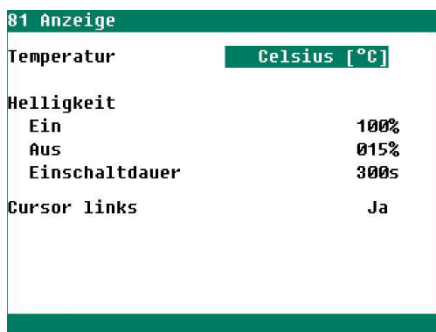 81 Anzeige
Temperatur Celsius [°C]
Helligkeit
Ein 100%
Aus 015%
Einschaltdauer 300s
Cursor links Ja